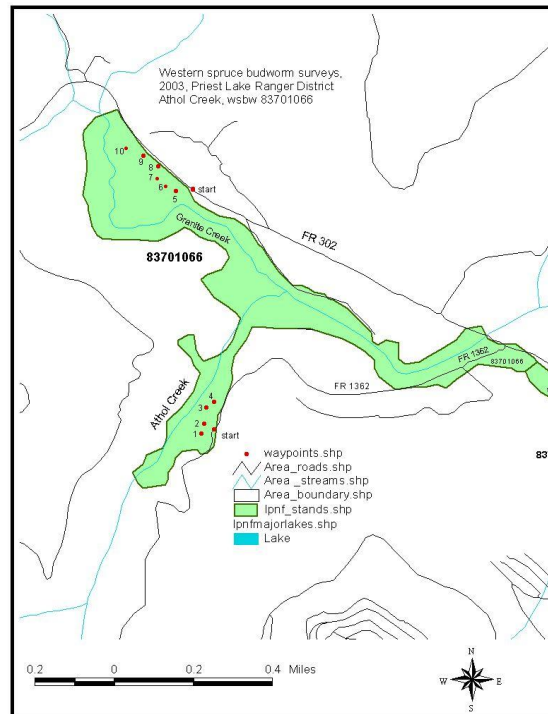 Western spruce budworm surveys,
2003, Priest Lake Ranger District
Athol Creek, wsbw 83701066
10
9
8
7
6
5
start
Granite Creek
FR 302
83701066
FR 1362
83701066
FR 1362
Athol Creek
4
3
2
1
start
83
waypoints.shp
Area_roads.shp
Area _streams.shp
Area_boundary.shp
Ipnf_stands.shp
Ipnfmajorlakes.shp
Lake
0.2 0 0.2 0.4 Miles
N
W E
S